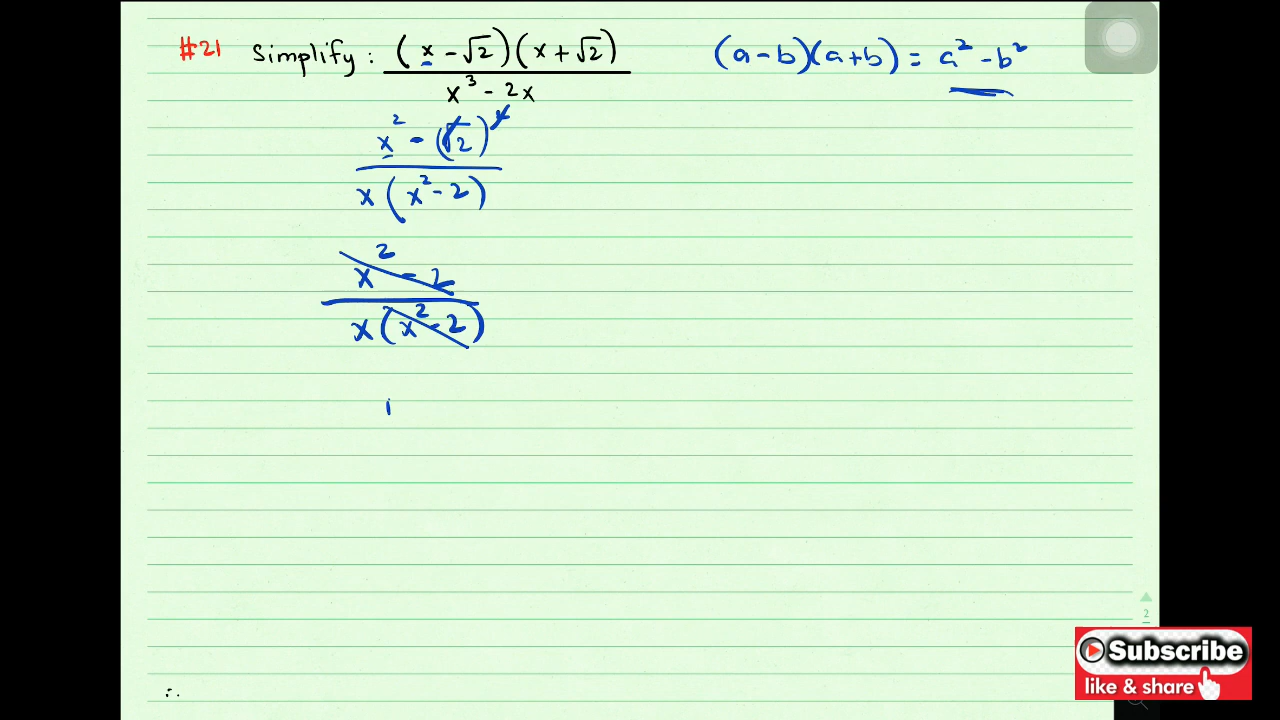 #21 Simplify : (x - √2)(x + √2) (a - b)(a + b) = a² - b²
x³ - 2x
x² - (√2)²
x(x² - 2)
x² - 2
x(x² - 2)
1
2
Subscribe
like & share
∴